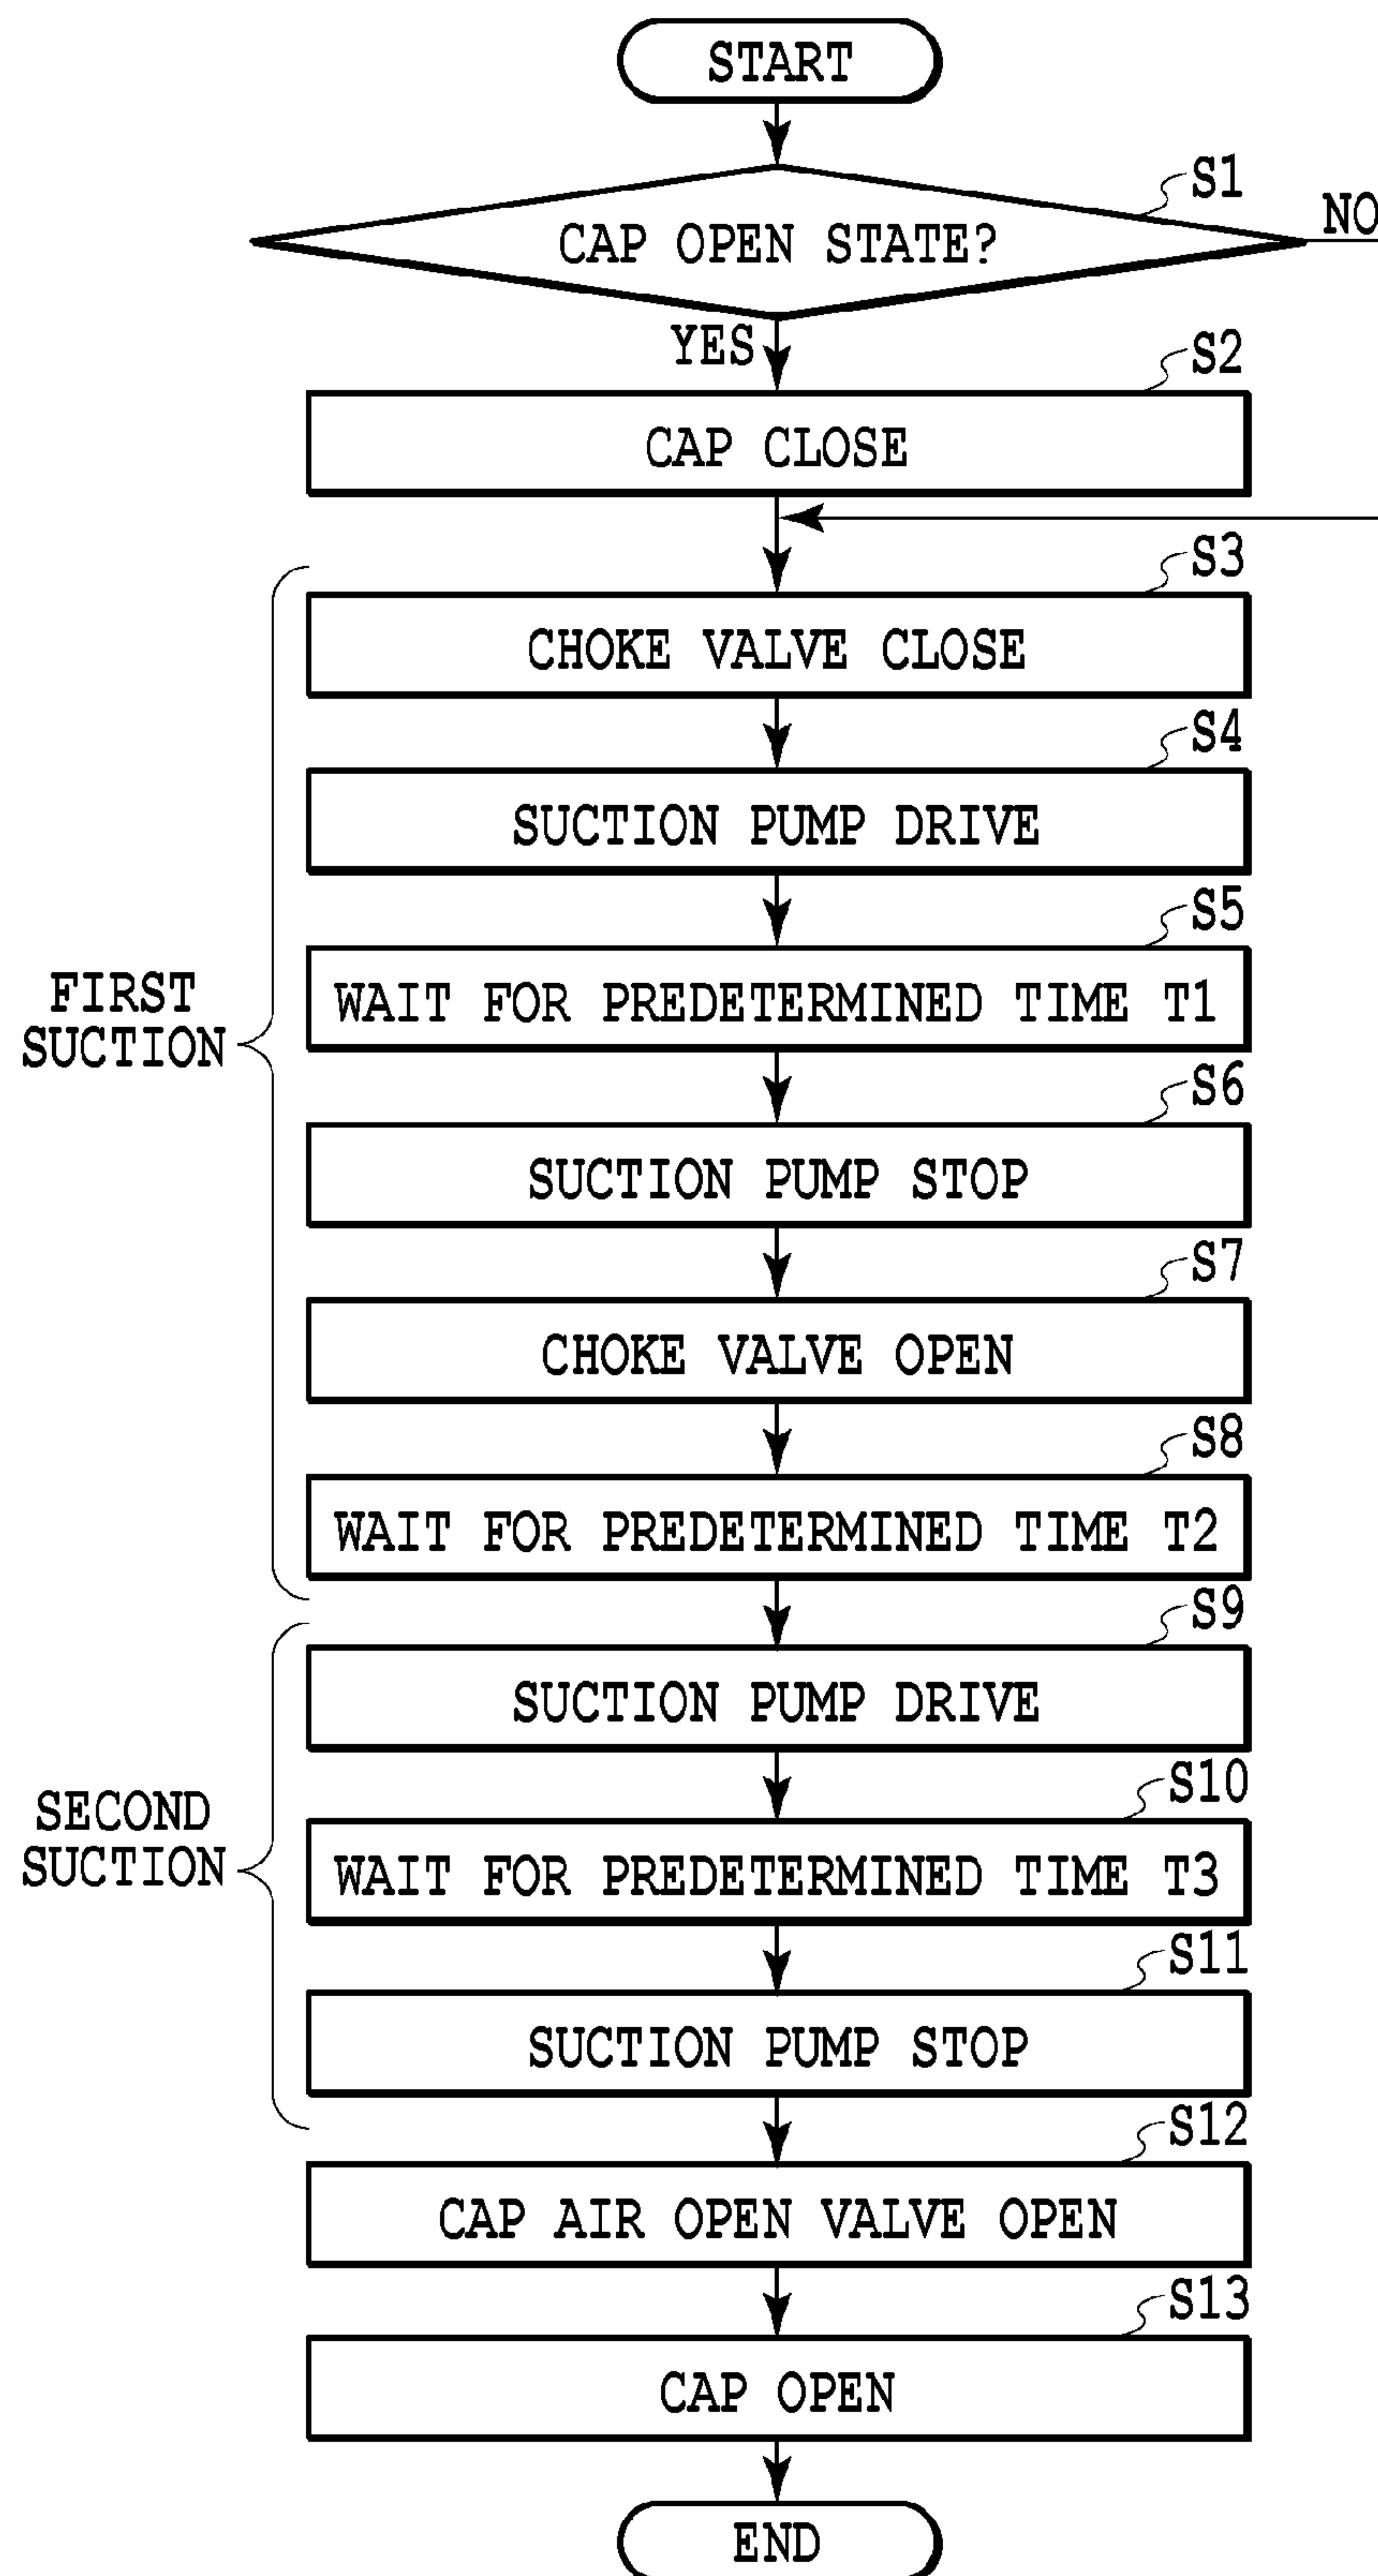 START
S1
NO
CAP OPEN STATE?
YES
S2
CAP CLOSE
S3
CHOKE VALVE CLOSE
S4
SUCTION PUMP DRIVE
S5
WAIT FOR PREDETERMINED TIME T1
FIRST
SUCTION
S6
SUCTION PUMP STOP
S7
CHOKE VALVE OPEN
S8
WAIT FOR PREDETERMINED TIME T2
S9
SUCTION PUMP DRIVE
S10
SECOND
SUCTION
WAIT FOR PREDETERMINED TIME T3
S11
SUCTION PUMP STOP
S12
CAP AIR OPEN VALVE OPEN
S13
CAP OPEN
END